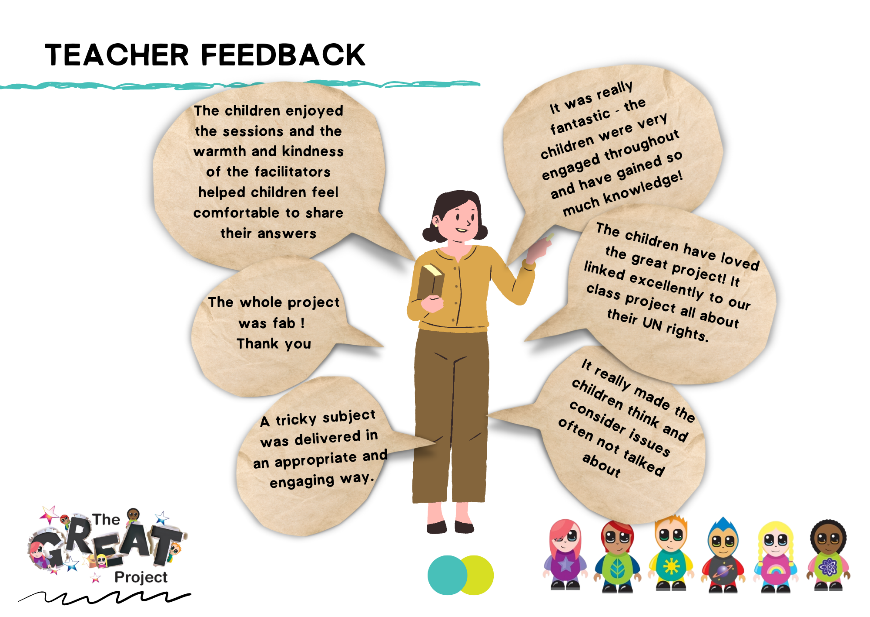 TEACHER FEEDBACK
The children enjoyed
the sessions and the
warmth and kindness
of the facilitators
helped children feel
comfortable to share
their answers
It was really
fantastic - the
children were very
engaged throughout
and have gained so
much knowledge!
The whole project
was fab !
Thank you
The children have loved
the great project! It
linked excellently to our
class project all about
their UN rights.
A tricky subject
was delivered in
an appropriate and
engaging way.
It really made the
children think and
consider issues
often not talked
about
The
GREAT
Project